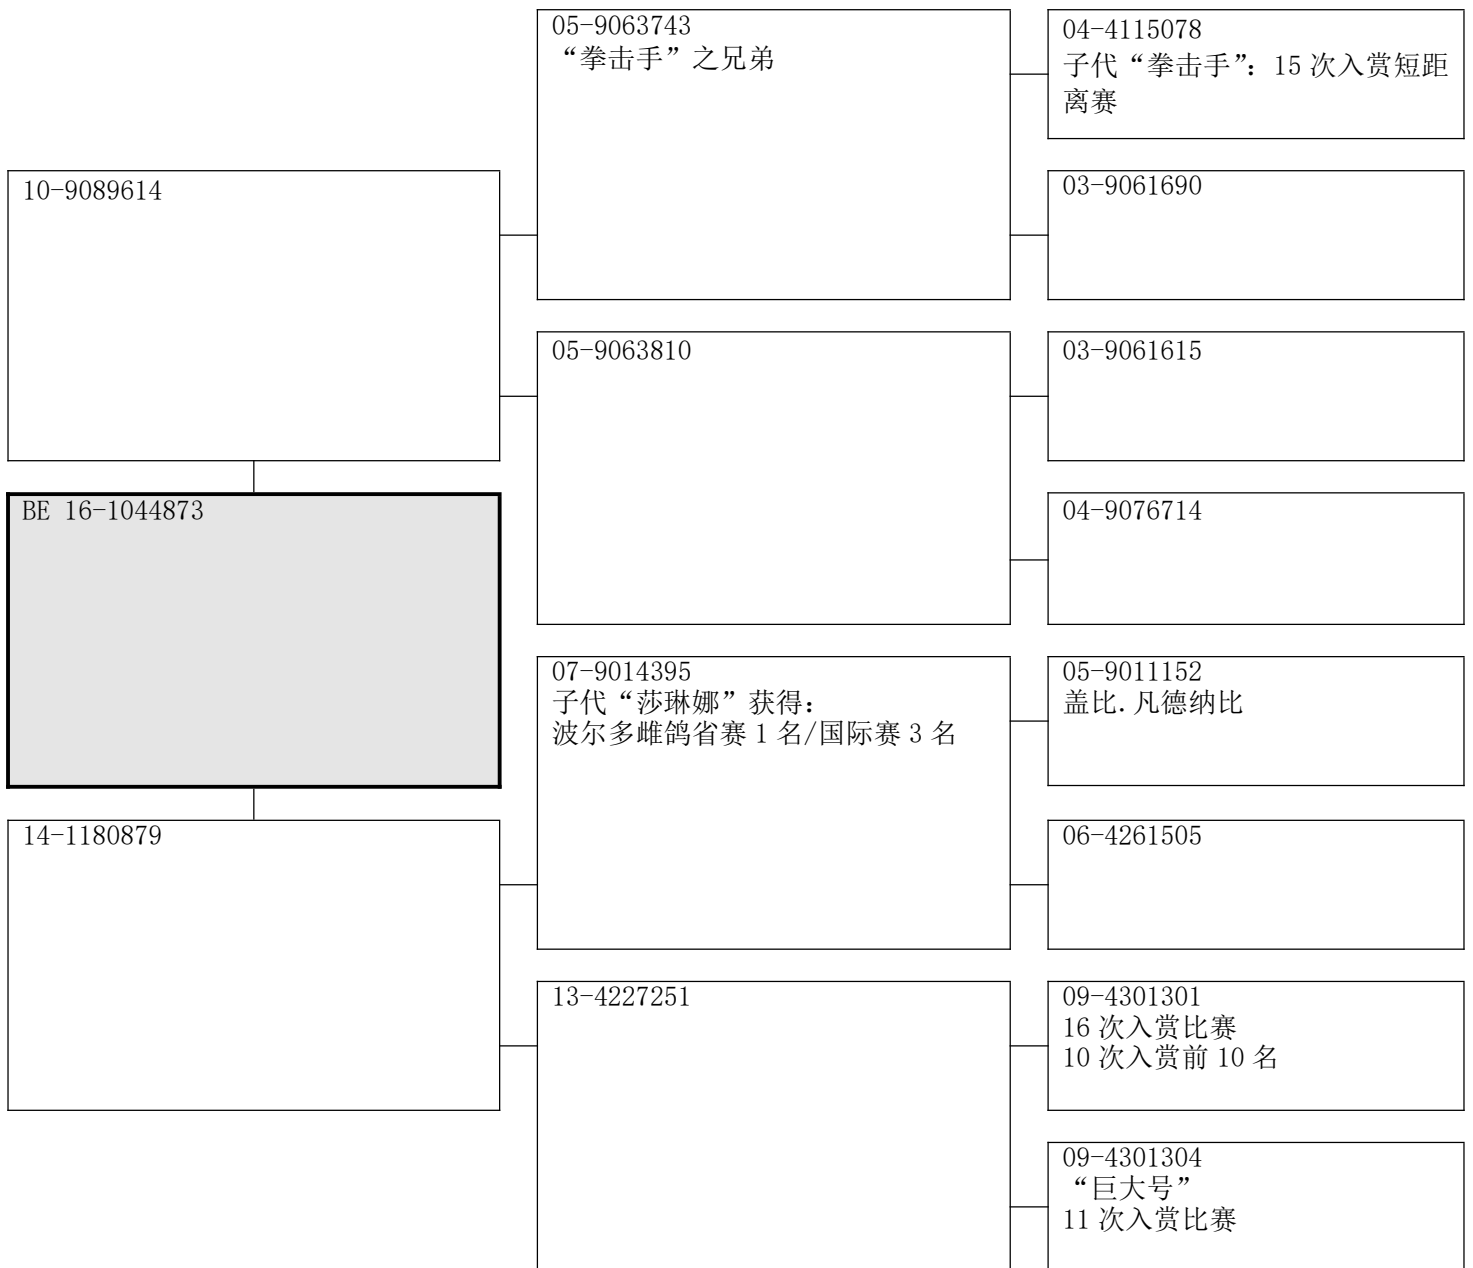 05-9063743
“拳击手”之兄弟
04-4115078
子代“拳击手”：15 次入赏短距
离赛
10-9089614
03-9061690
05-9063810
03-9061615
BE 16-1044873
04-9076714
07-9014395
子代“莎琳娜”获得：
波尔多雌鸽省赛 1 名/国际赛 3 名
05-9011152
盖比.凡德纳比
14-1180879
06-4261505
13-4227251
09-4301301
16 次入赏比赛
10 次入赏前 10 名
09-4301304
“巨大号”
11 次入赏比赛